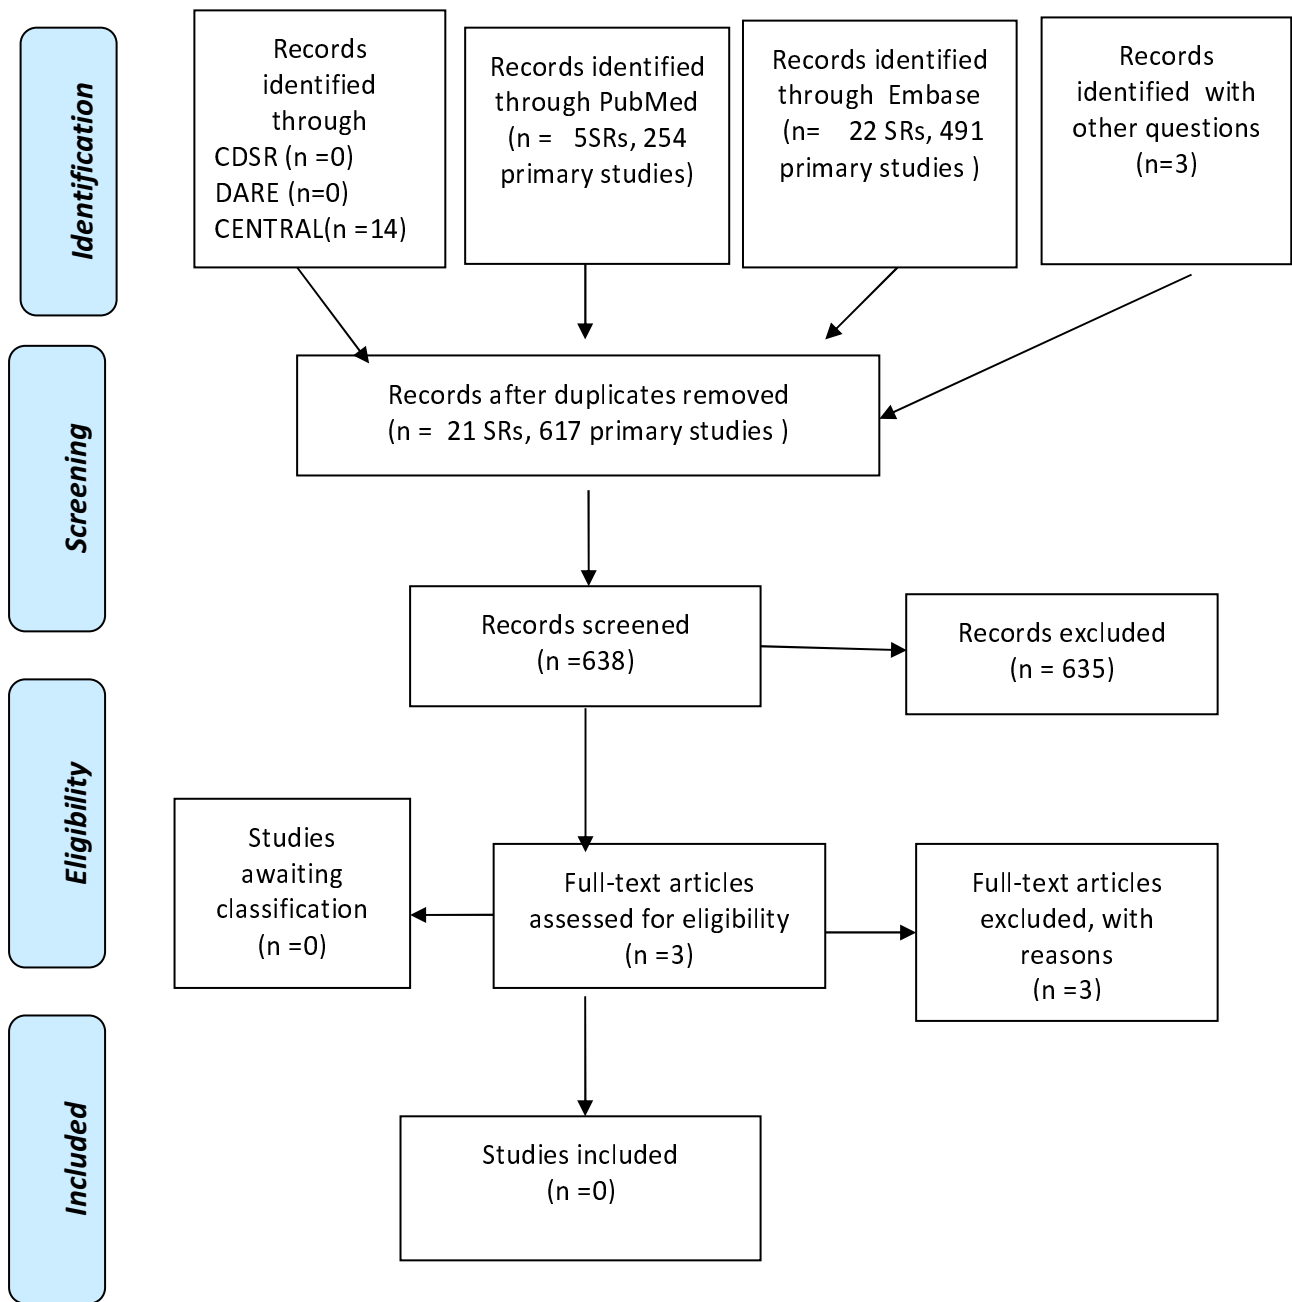 Identification
Records
identified
through
CDSR (n =0)
DARE (n=0)
CENTRAL(n =14)
Records identified
through PubMed
(n = 5SRs, 254
primary studies)
Records identified
through Embase
(n= 22 SRs, 491
primary studies )
Records
identified with
other questions
(n=3)
Screening
Records after duplicates removed
(n = 21 SRs, 617 primary studies )
Records screened
(n =638)
Records excluded
(n = 635)
Eligibility
Studies
awaiting
classification
(n =0)
Full-text articles
assessed for eligibility
(n =3)
Full-text articles
excluded, with
reasons
(n =3)
Included
Studies included
(n =0)